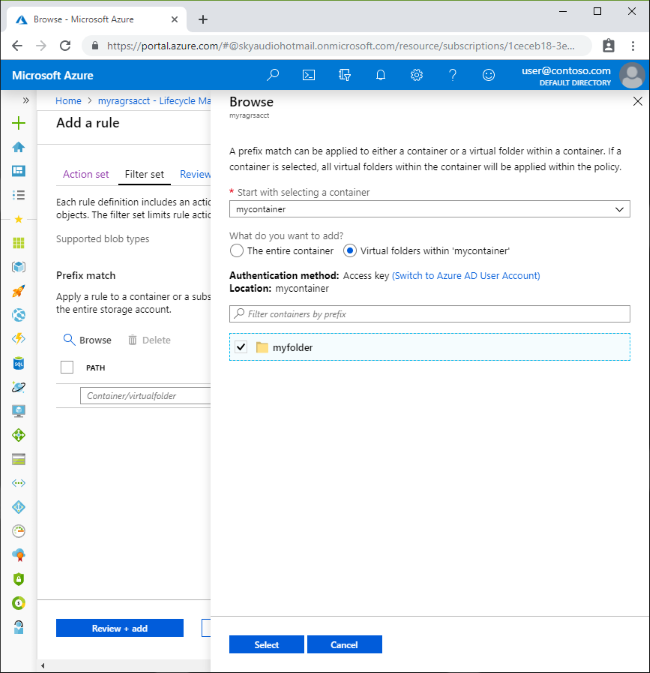 Browse - Microsoft Azure
https://portal.azure.com/#@skyaudiohotmail.onmicrosoft.com/resource/subscriptions/1ceceb18-3e...
Microsoft Azure
user@contoso.com
DEFAULT DIRECTORY
Home > myragrsacct - Lifecycle Ma
Add a rule
Action set Filter set Review
Each rule definition includes an actio
objects. The filter set limits rule actio
Supported blob types
Prefix match
Apply a rule to a container or a subs
the entire storage account.
Browse Delete
PATH
Container/virtualfolder
Review + add
Browse
myragrsacct
A prefix match can be applied to either a container or a virtual folder within a container. If a
container is selected, all virtual folders within the container will be applied within the policy.
* Start with selecting a container
mycontainer
What do you want to add?
The entire container Virtual folders within 'mycontainer'
Authentication method: Access key (Switch to Azure AD User Account)
Location: mycontainer
Filter containers by prefix
myfolder
Select Cancel